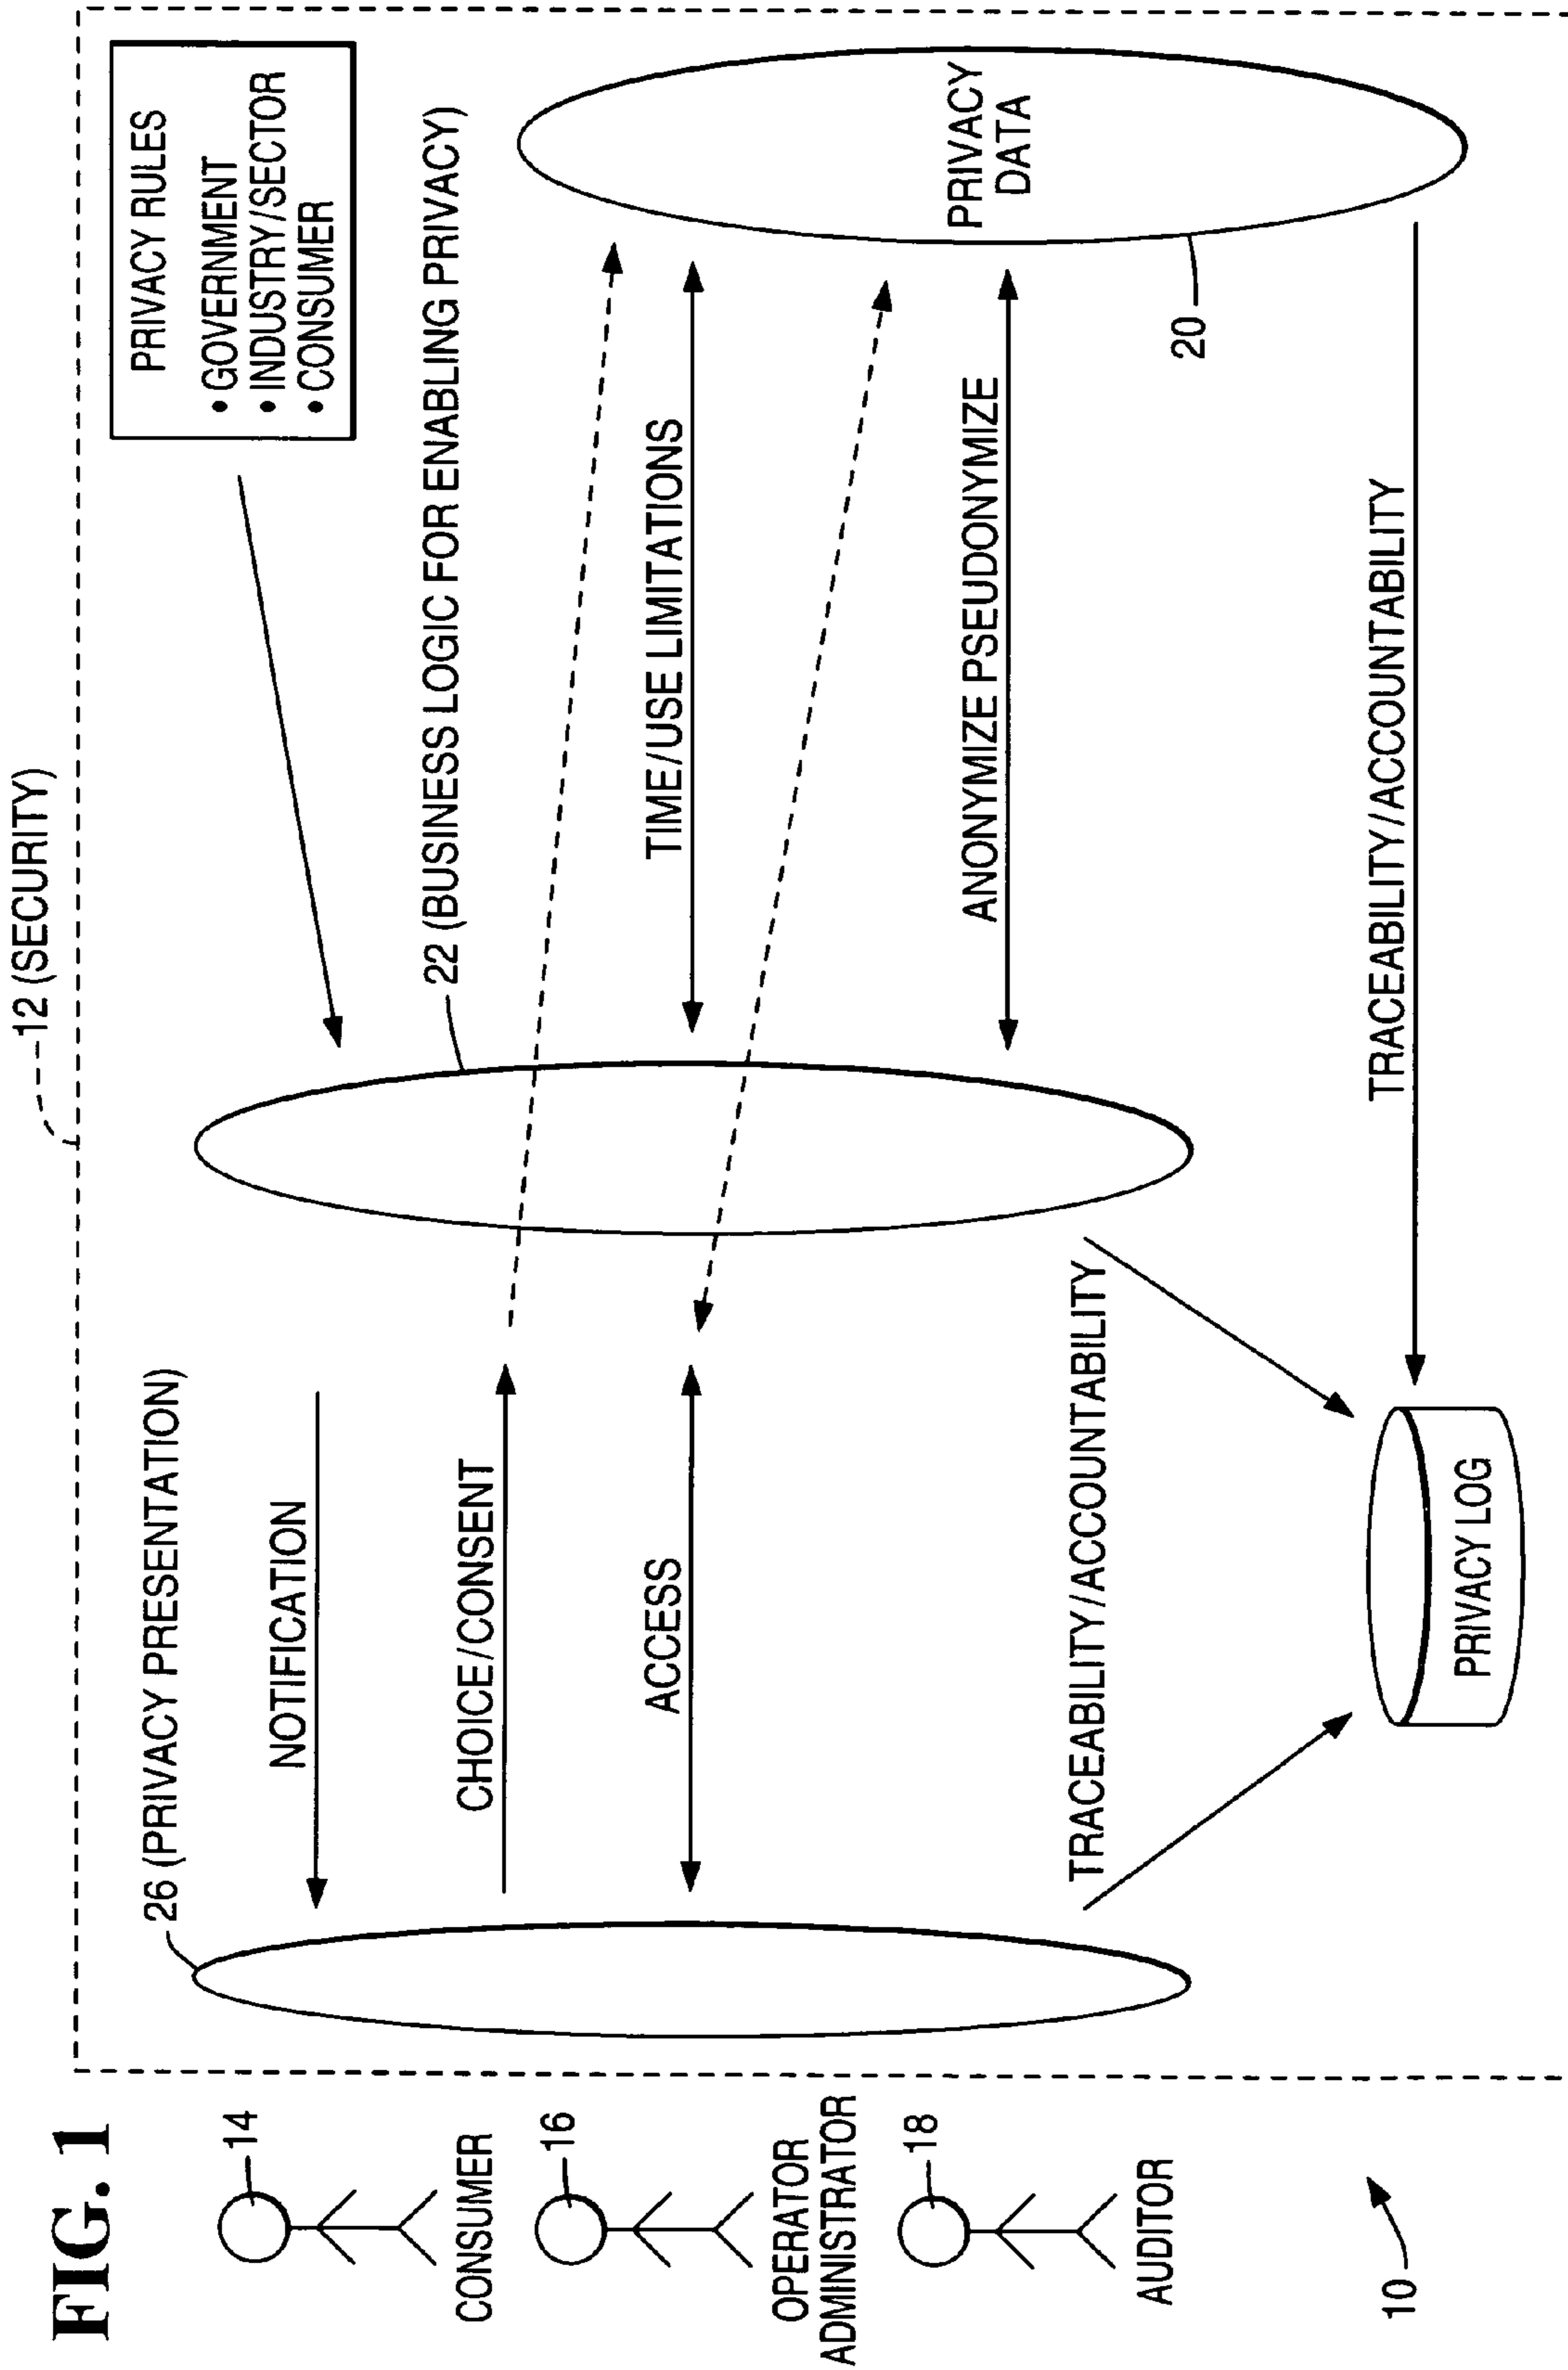 FIG. 1
12 (SECURITY)
PRIVACY RULES
• GOVERNMENT
• INDUSTRY/SECTOR
• CONSUMER
14
CONSUMER
16
OPERATOR
ADMINISTRATOR
18
AUDITOR
10
26 (PRIVACY PRESENTATION)
NOTIFICATION
CHOICE/CONSENT
ACCESS
TRACEABILITY/ACCOUNTABILITY
PRIVACY LOG
22 (BUSINESS LOGIC FOR ENABLING PRIVACY)
TIME/USE LIMITATIONS
ANONYMIZE PSEUDONYMIZE
TRACEABILITY/ACCOUNTABILITY
PRIVACY
DATA
20